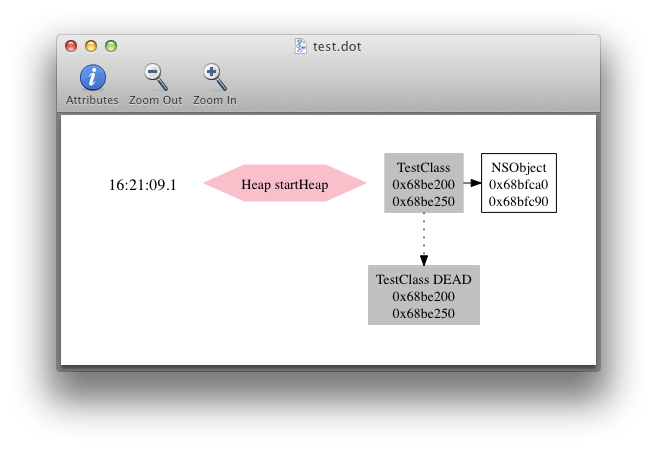 test.dot
Attributes
Zoom Out
Zoom In
16:21:09.1
Heap startHeap
TestClass
0x68be200
0x68be250
NSObject
0x68bfca0
0x68bfc90
TestClass DEAD
0x68be200
0x68be250